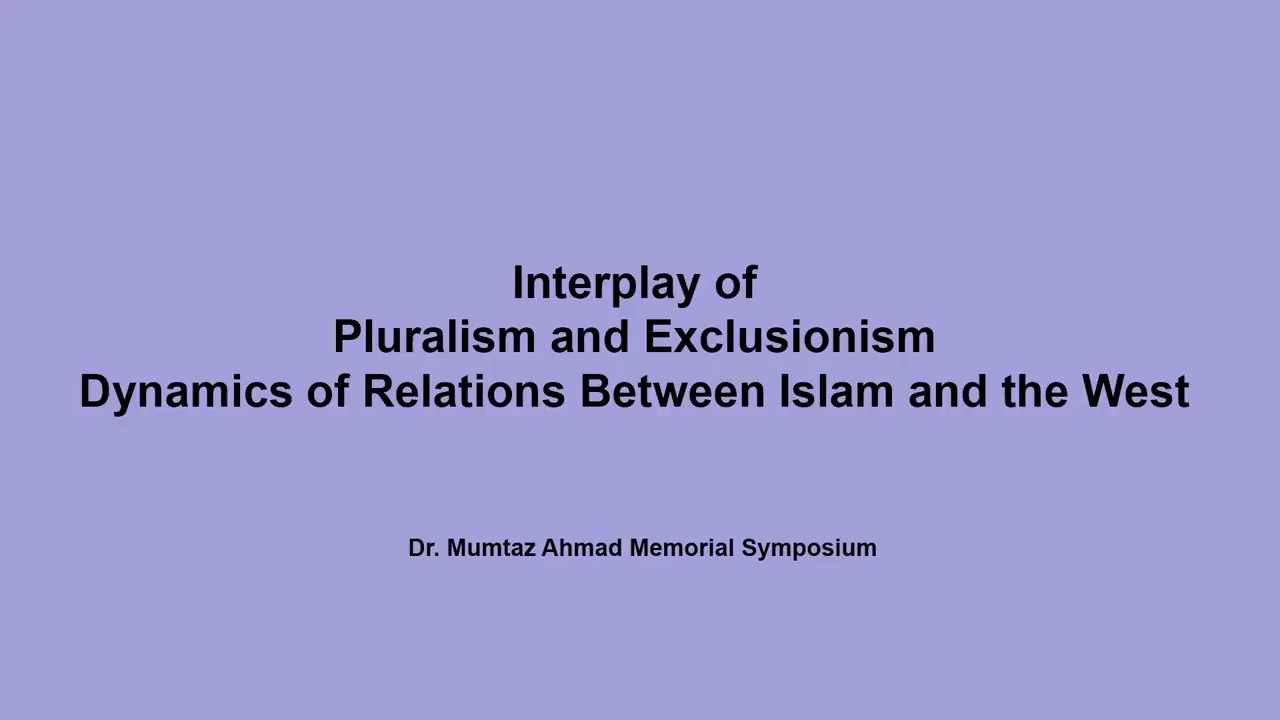 Interplay of
Pluralism and Exclusionism
Dynamics of Relations Between Islam and the West
Dr. Mumtaz Ahmad Memorial Symposium